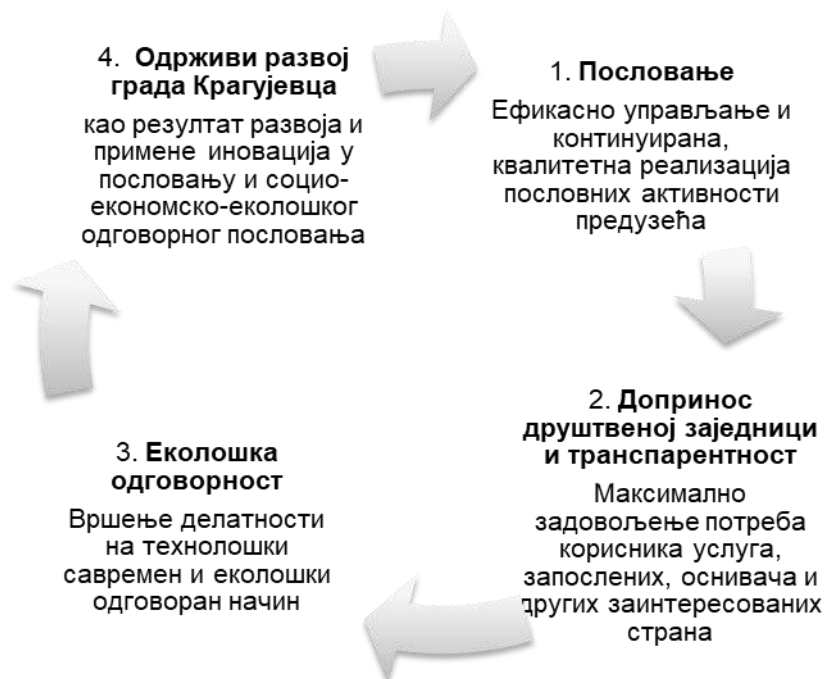 4. Одрживи развој
града Крагујевца
као резултат развоја и
примене иновација у
пословању и социо-
економско-еколошког
одговорног пословања
1. Пословање
Ефикасно управљање и
континуирана,
квалитетна реализација
пословних активности
предузећа
2. Допринос
друштвеној заједници
и транспарентност
Максимално
задовољење потреба
корисника услуга,
запослених, оснивача и
других заинтересованих
страна
3. Еколошка
одговорност
Вршење делатности
на технолошки
савремен и еколошки
одговоран начин